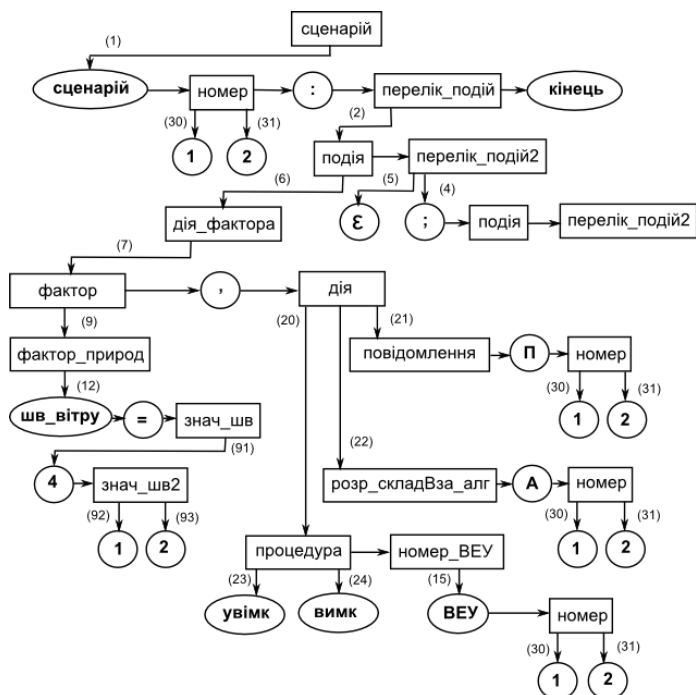 сценарій
(1)
сценарій номер : перелік_подій кінець
(30) (31) (2)
1 2 подія перелік_подій2
(6) (5) (4)
дія_фактора ε ; подія перелік_подій2
(7)
фактор , дія
(9) (20) (21)
фактор_природ повідомлення П номер
(12) (30) (31)
шв_вітру = знач_шв 1 2
(91) (22)
4 знач_шв2 розр_складВза_алг А номер
(92) (93) (30) (31)
1 2 1 2
процедура номер_ВЕУ
(23) (24) (15)
увімк вимк ВЕУ номер
(30) (31)
1 2